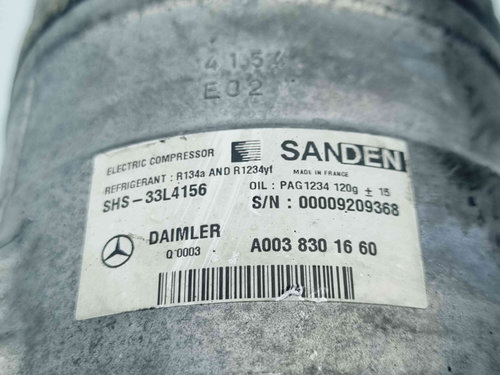 E02
ELECTRIC COMPRESSOR SANDEN
REFRIGERANT : R134a AND R1234yf MADE IN FRANCE
SHS-33L4156 OIL : PAG1234 120g ± 15
S/N : 00009209368
DAIMLER A003 830 16 60
Q 0003